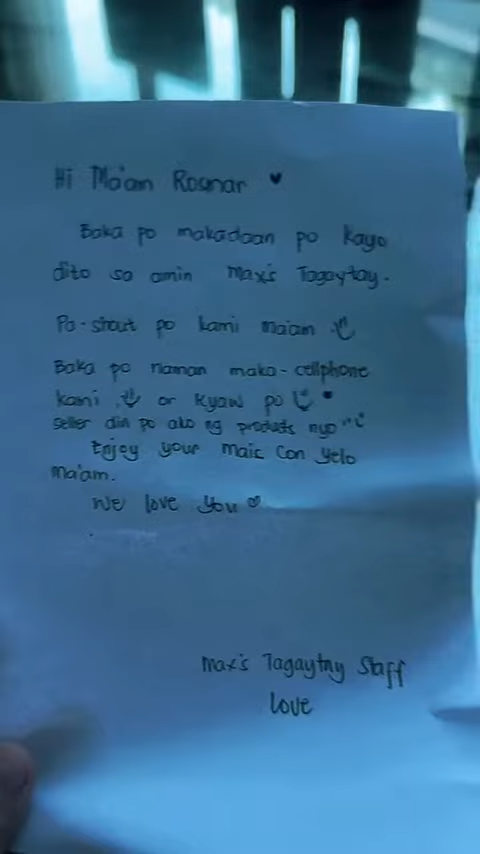 Hi Ma'am Rosmar ♥
Baka po makadaan po kayo
dito sa amin Max's Tagaytay.
Pa-shout po kami ma'am
Baka po naman maka-cellphone
kami or Kyaw po
seller din po ako ng products nyo
Enjoy your Mais Con Yelo
ma'am.
We love you ♡
Max's Tagaytay Staff
Love